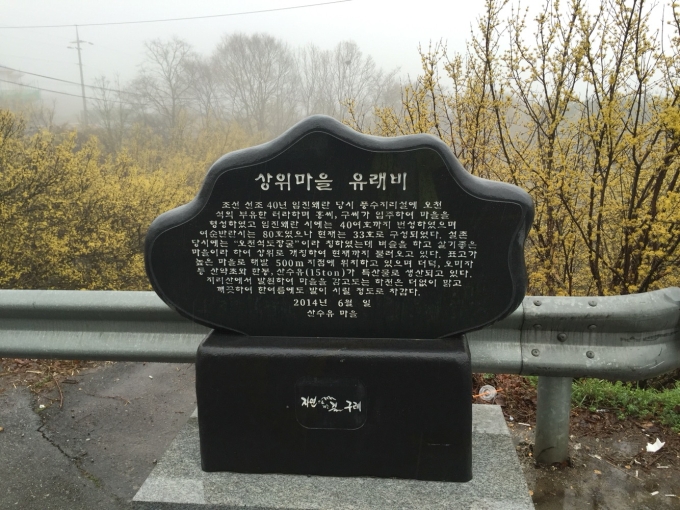 상위마을 유래비
조선 선조 40년 임진왜란 당시 풍수지리설에 오천
석의 부유한 터라하며 홍씨, 구씨가 입주하여 마을을
형성하였고 임진왜란 시에는 40여호까지 번성하였으며
여순반란시는 80호였으나 현재는 33호로 구성되었다. 설촌
당시에는 "오천석도장굴"이라 칭하였는데 벼슬을 하고 살기좋은
마을이라 하여 상위로 개칭하여 현재까지 불러오고 있다. 표고가
높은 마을로 해발 500m 지점에 위치하고 있으며 더덕, 오미자
등 산약초와 한봉, 산수유(15ton)가 특산물로 생산되고 있다.
지리산에서 발원하여 마을을 감고도는 하천은 더없이 맑고
깨끗하여 한여름에도 발이 시릴 정도로 차갑다.
2014년 6월 일
산수유 마을
구례